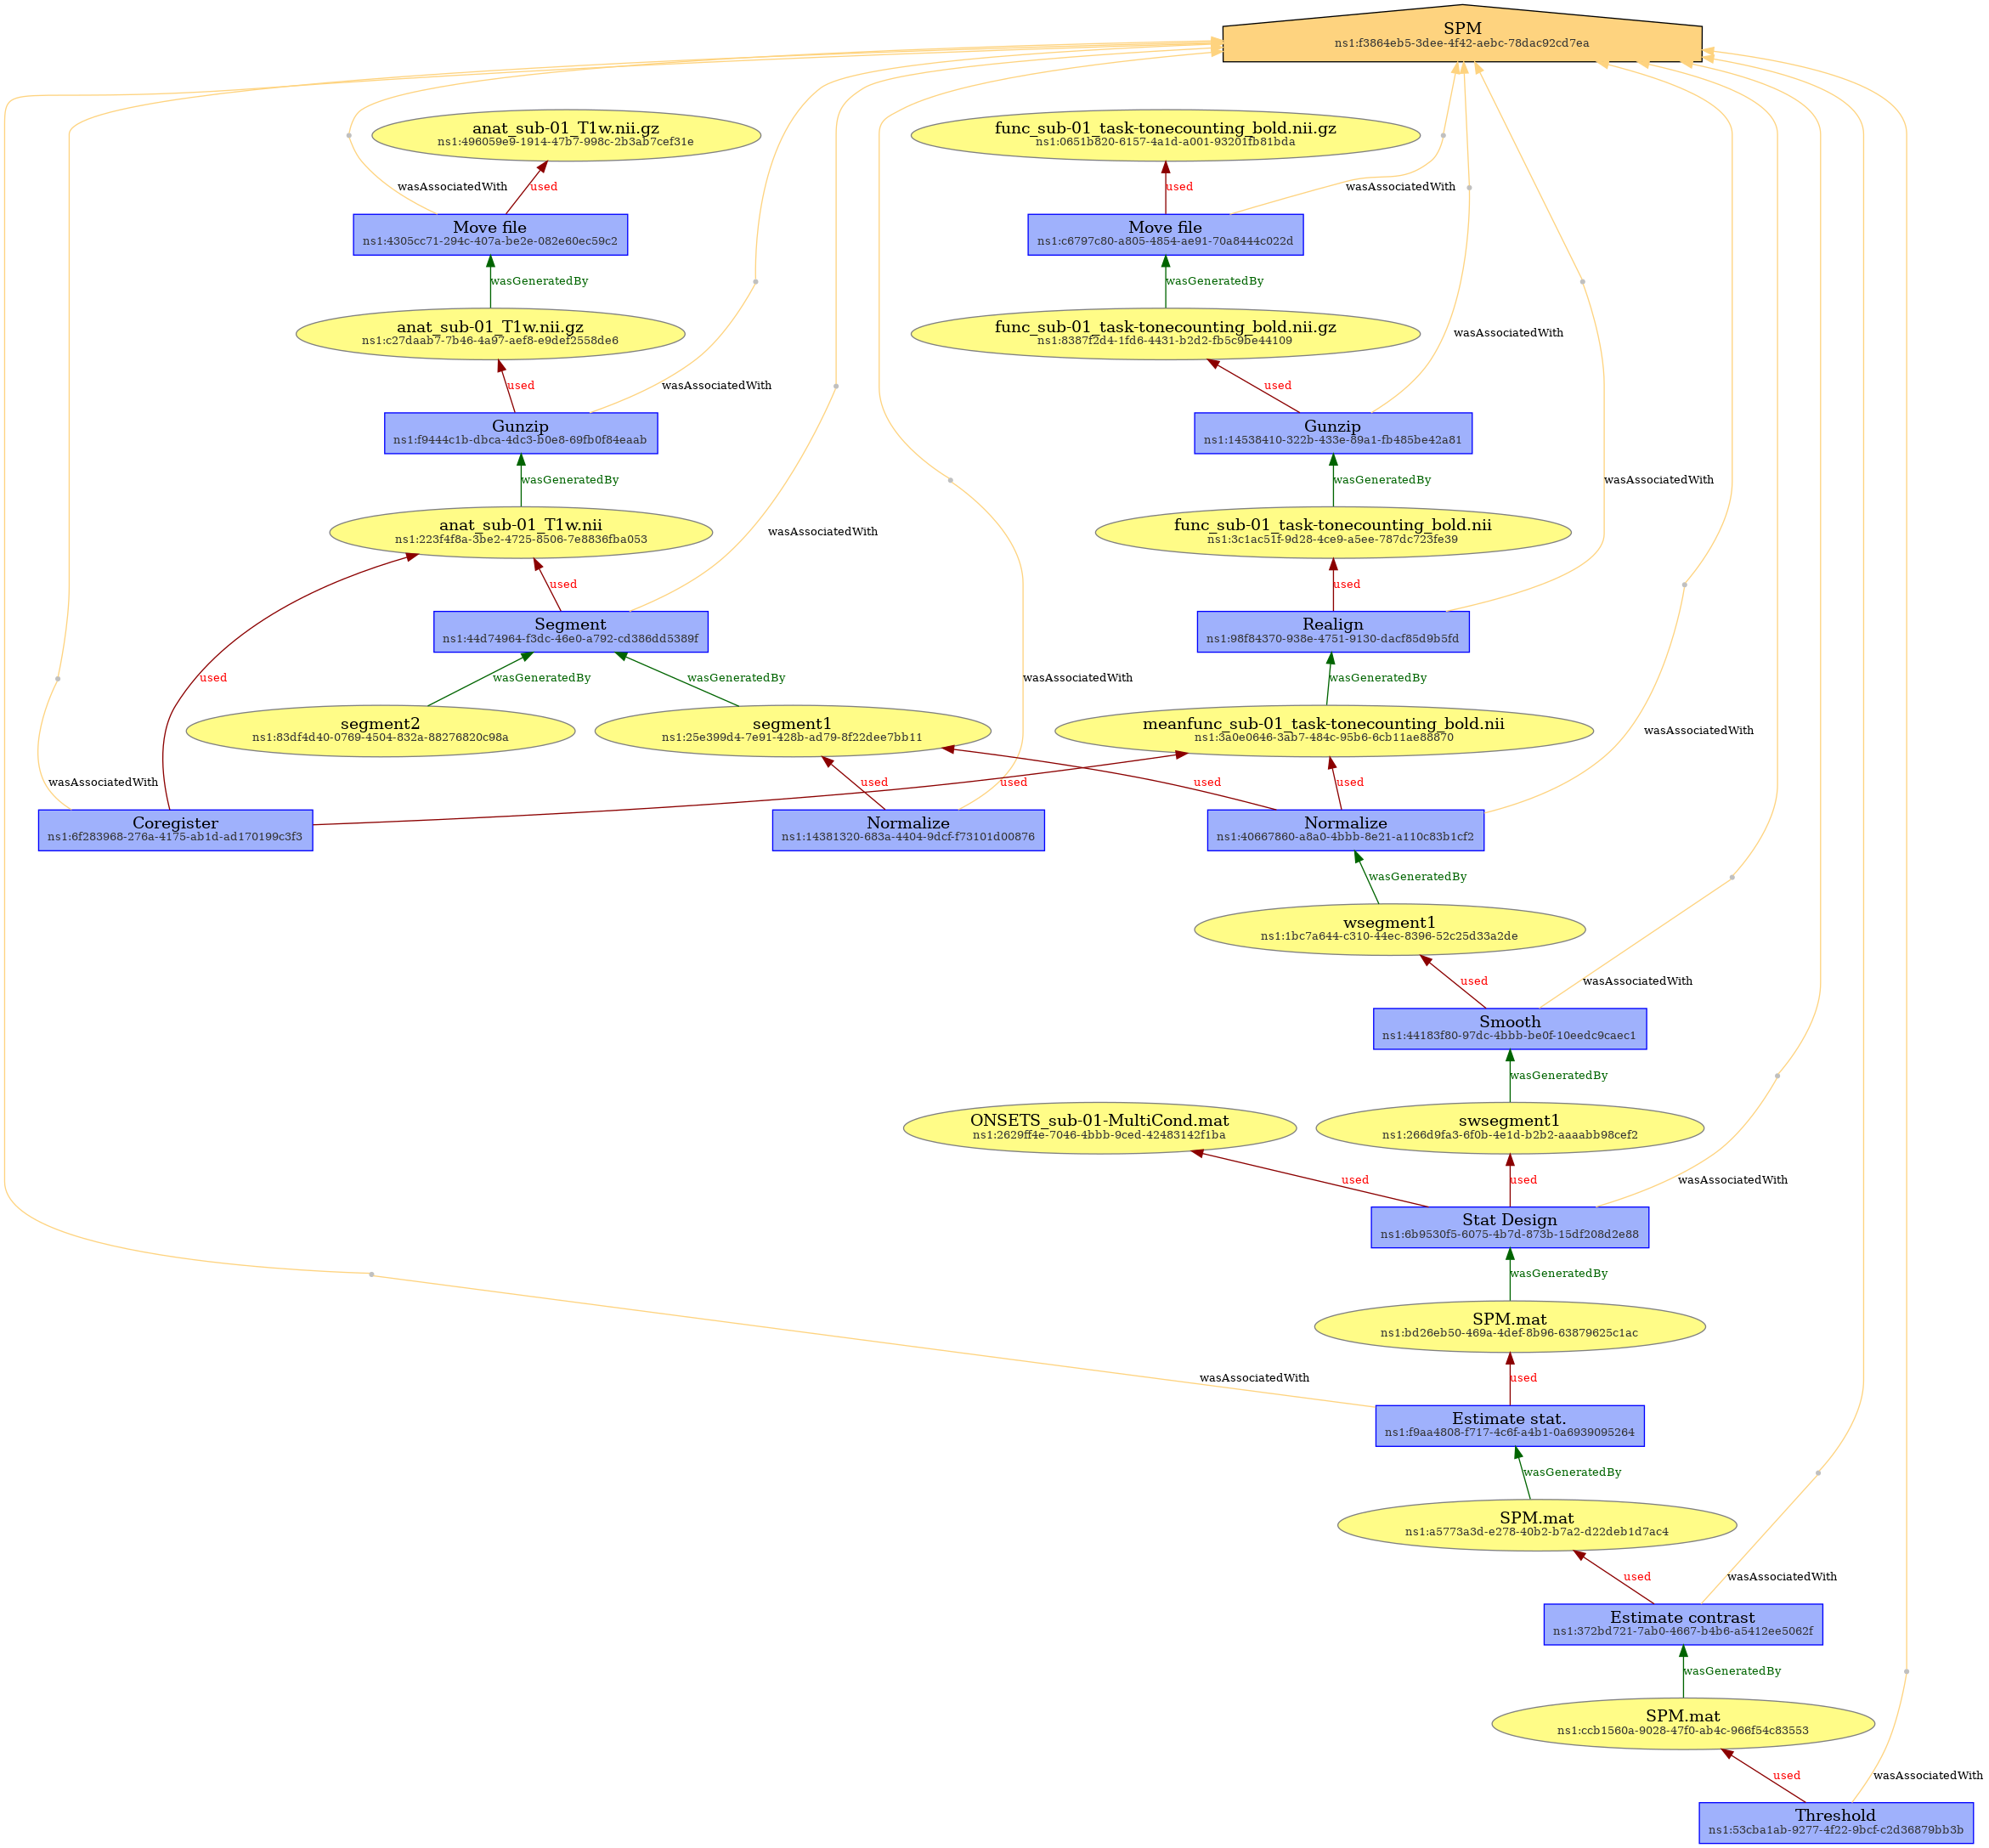 SPM
ns1:f3864eb5-3dee-4f42-aebc-78dac92cd7ea
anat_sub-01_T1w.nii.gz
ns1:496059e9-1914-47b7-998c-2b3ab7cef31e
func_sub-01_task-tonecounting_bold.nii.gz
ns1:0651b820-6157-4a1d-a001-93201fb81bda
wasAssociatedWith
used
used
wasAssociatedWith
Move file
ns1:4305cc71-294c-407a-be2e-082e60ec59c2
Move file
ns1:c6797c80-a805-4854-ae91-70a8444c022d
wasGeneratedBy
wasGeneratedBy
anat_sub-01_T1w.nii.gz
ns1:c27daab7-7b46-4a97-aef8-e9def2558de6
func_sub-01_task-tonecounting_bold.nii.gz
ns1:8387f2d4-1fd6-4431-b2d2-fb5c9be44109
wasAssociatedWith
used
wasAssociatedWith
used
Gunzip
ns1:f9444c1b-dbca-4dc3-b0e8-69fb0f84eaab
Gunzip
ns1:14538410-322b-433e-89a1-fb485be42a81
wasGeneratedBy
wasGeneratedBy
wasAssociatedWith
anat_sub-01_T1w.nii
ns1:223f4f8a-3be2-4725-8506-7e8836fba053
wasAssociatedWith
func_sub-01_task-tonecounting_bold.nii
ns1:3c1ac51f-9d28-4ce9-a5ee-787dc723fe39
used
used
Segment
ns1:44d74964-f3dc-46e0-a792-cd386dd5389f
Realign
ns1:98f84370-938e-4751-9130-dacf85d9b5fd
used
wasGeneratedBy
wasGeneratedBy
wasAssociatedWith
wasGeneratedBy
segment2
ns1:83df4d40-0769-4504-832a-88276820c98a
segment1
ns1:25e399d4-7e91-428b-ad79-8f22dee7bb11
meanfunc_sub-01_task-tonecounting_bold.nii
ns1:3a0e0646-3ab7-484c-95b6-6cb11ae88870
wasAssociatedWith
wasAssociatedWith
used
used
used
used
Coregister
ns1:6f283968-276a-4175-ab1d-ad170199c3f3
Normalize
ns1:14381320-683a-4404-9dcf-f73101d00876
Normalize
ns1:40667860-a8a0-4bbb-8e21-a110c83b1cf2
wasGeneratedBy
wsegment1
ns1:1bc7a644-c310-44ec-8396-52c25d33a2de
used
wasAssociatedWith
Smooth
ns1:44183f80-97dc-4bbb-be0f-10eedc9caec1
wasGeneratedBy
ONSETS_sub-01-MultiCond.mat
ns1:2629ff4e-7046-4bbb-9ced-42483142f1ba
swsegment1
ns1:266d9fa3-6f0b-4e1d-b2b2-aaaabb98cef2
used
used
wasAssociatedWith
Stat Design
ns1:6b9530f5-6075-4b7d-873b-15df208d2e88
wasGeneratedBy
SPM.mat
ns1:bd26eb50-469a-4def-8b96-63879625c1ac
wasAssociatedWith
used
Estimate stat.
ns1:f9aa4808-f717-4c6f-a4b1-0a6939095264
wasGeneratedBy
SPM.mat
ns1:a5773a3d-e278-40b2-b7a2-d22deb1d7ac4
used
wasAssociatedWith
Estimate contrast
ns1:372bd721-7ab0-4667-b4b6-a5412ee5062f
wasGeneratedBy
SPM.mat
ns1:ccb1560a-9028-47f0-ab4c-966f54c83553
used
wasAssociatedWith
Threshold
ns1:53cba1ab-9277-4f22-9bcf-c2d36879bb3b